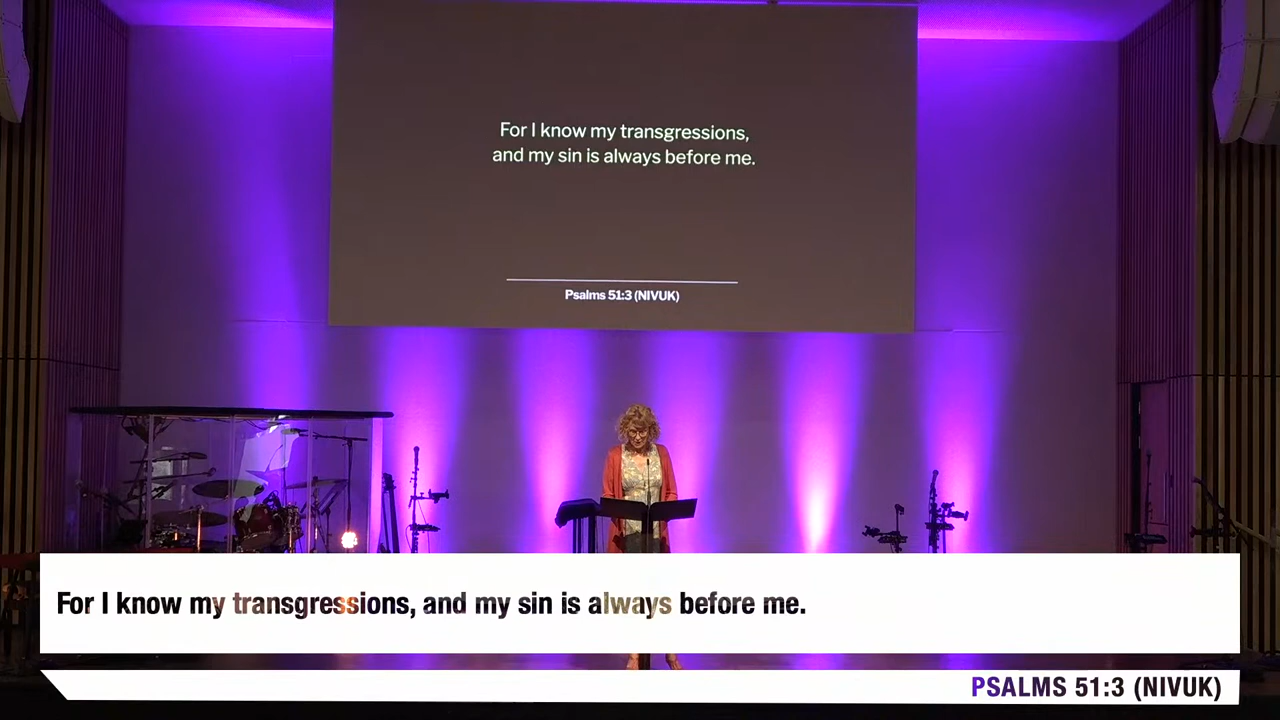 For I know my transgressions,
and my sin is always before me.
Psalms 51:3 (NIVUK)
For I know my transgressions, and my sin is always before me.
PSALMS 51:3 (NIVUK)